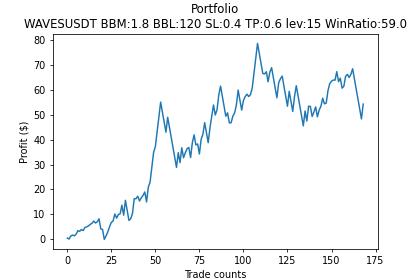 Portfolio
WAVESUSDT BBM:1.8 BBL:120 SL:0.4 TP:0.6 lev:15 WinRatio:59.0
80
70
60
50
40
30
20
10
0
Profit ($)
0 25 50 75 100 125 150 175
Trade counts